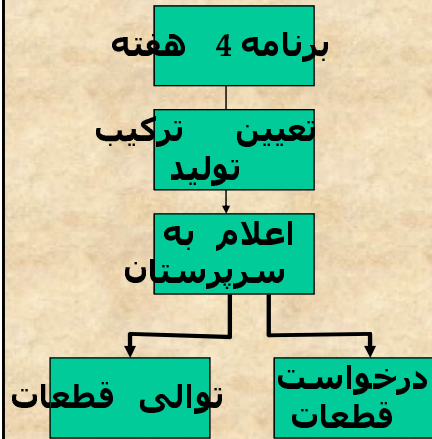 برنامه 4 هفته
تعیین ترکیب
تولید
اعلام به
سرپرستان
درخواست
قطعات
توالی قطعات